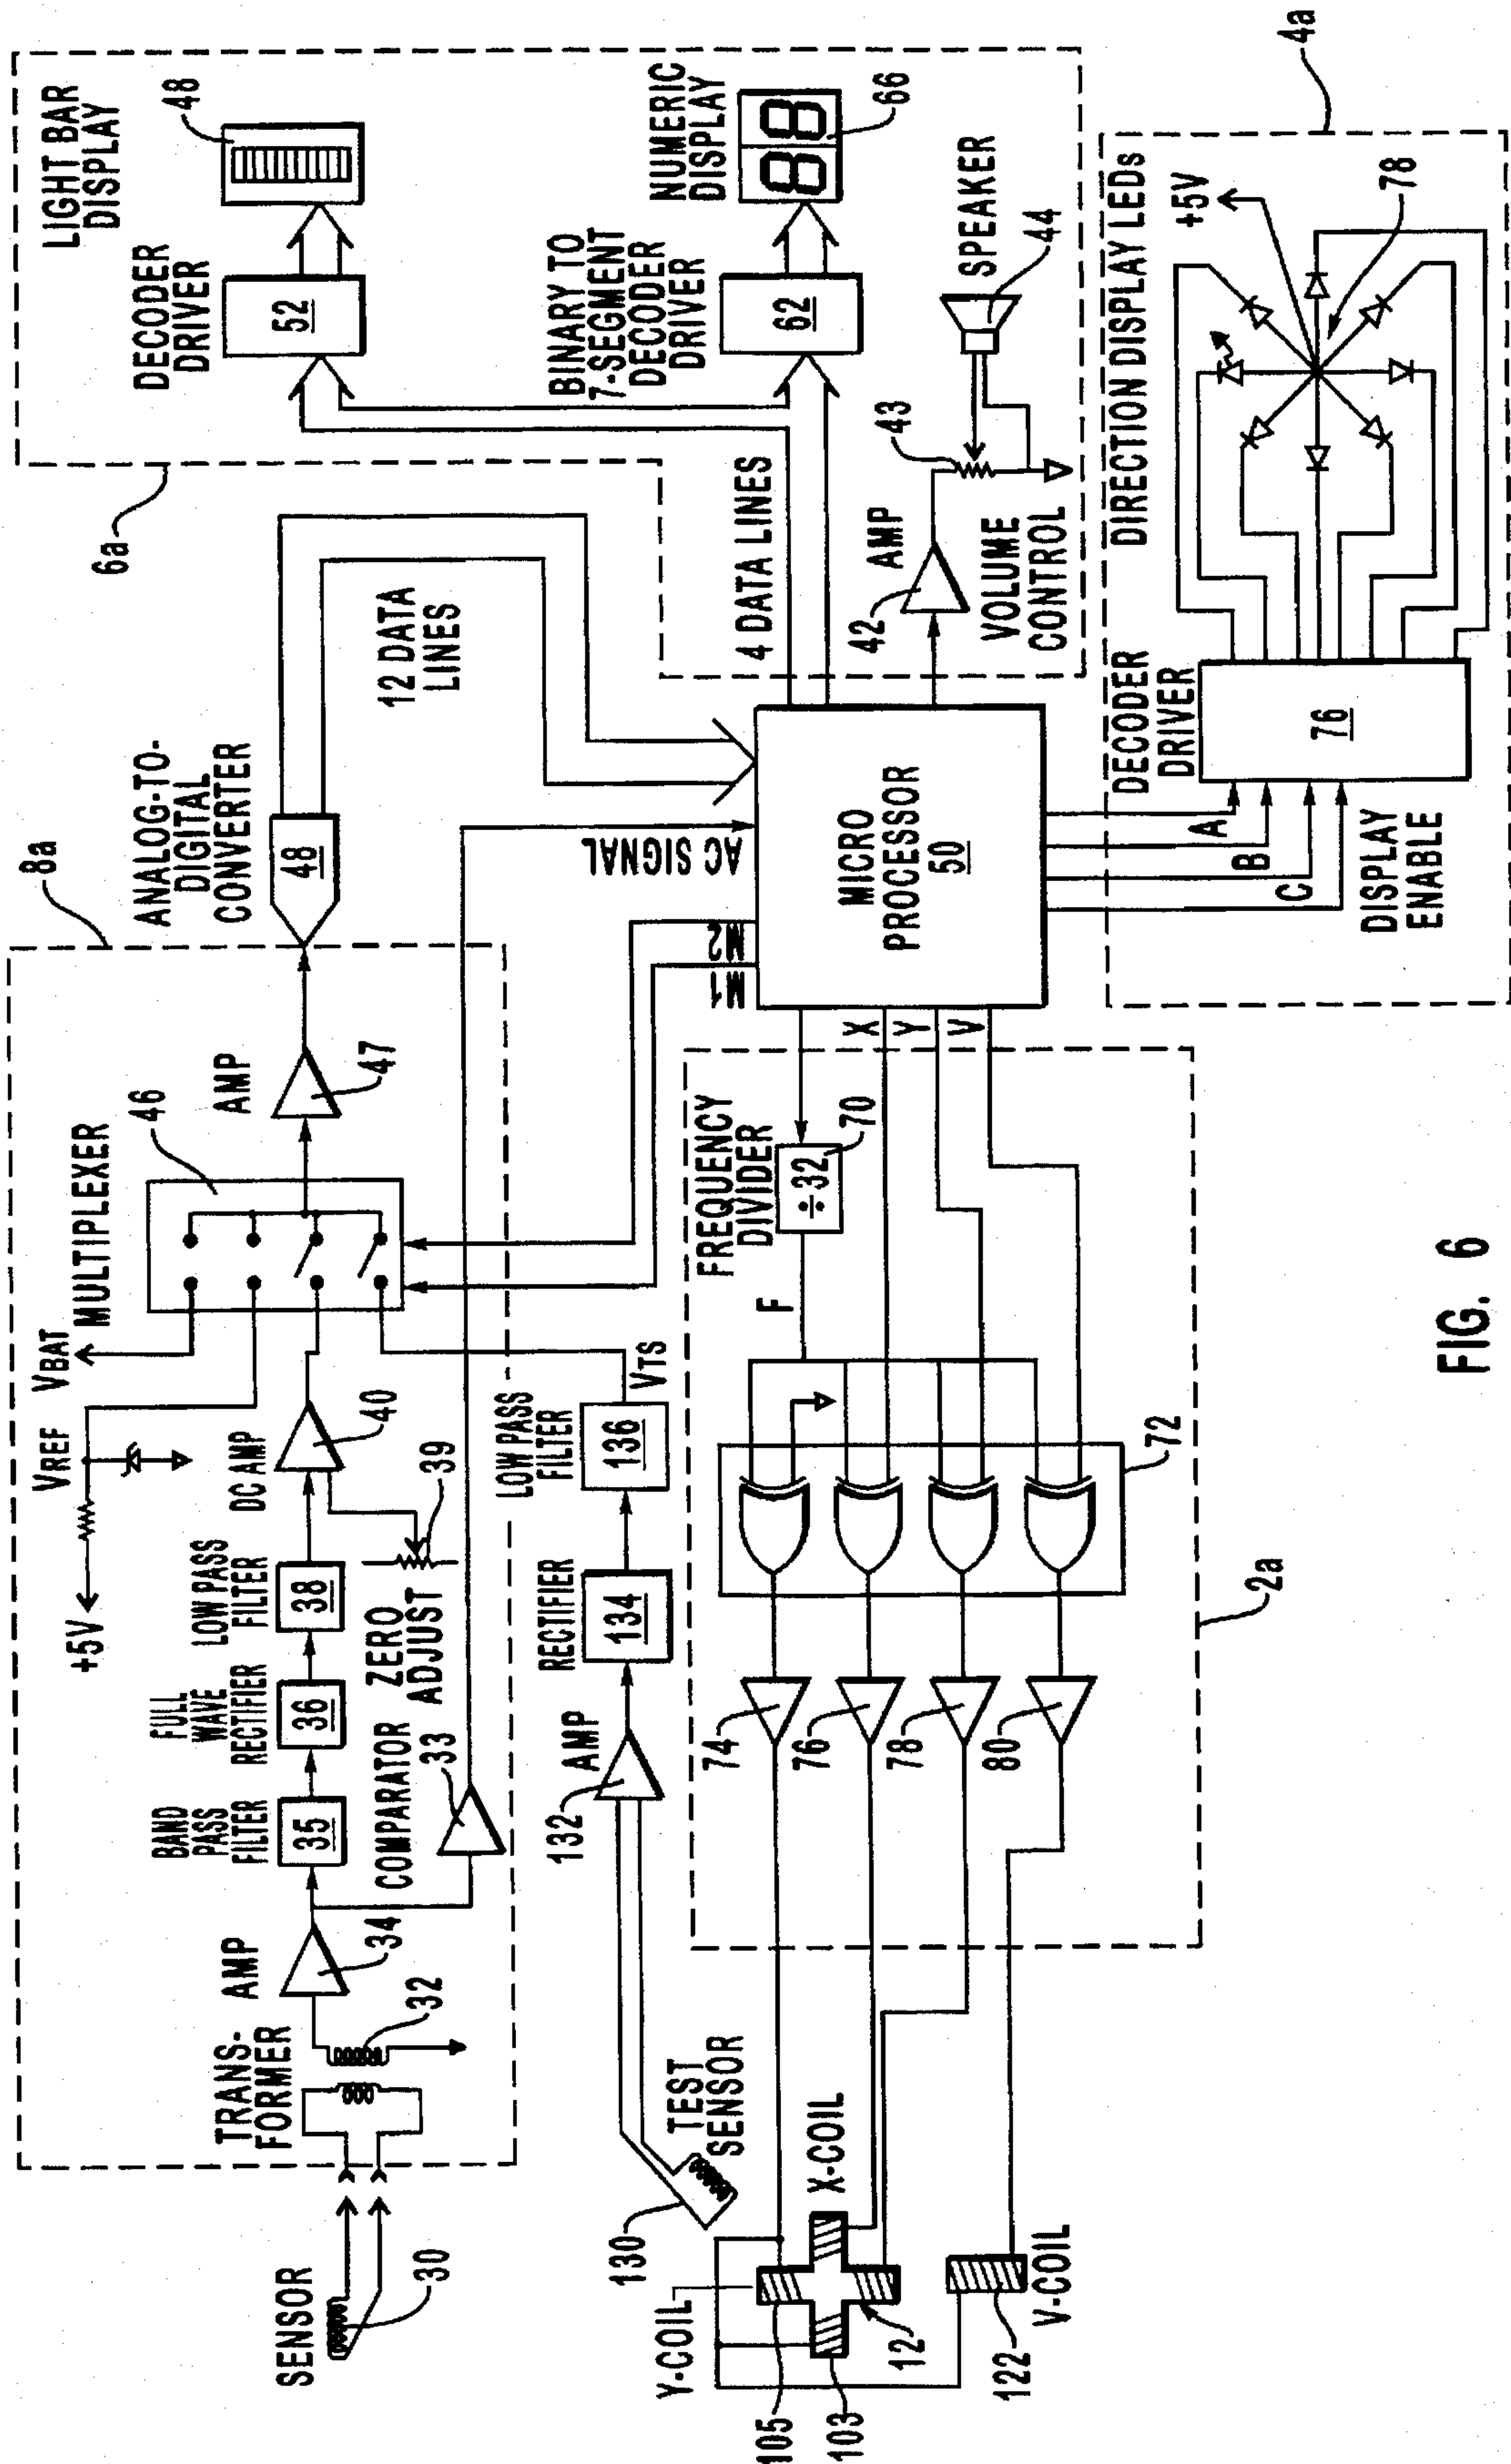 8a
TRANS-
FORMER
32
AMP
34
BAND
PASS
FILTER
35
FULL
WAVE
RECTIFIER
36
LOW PASS
FILTER
38
DC AMP
40
+5V
VREF
VBAT
MULTIPLEXER
46
AMP
47
ZERO
ADJUST
39
COMPARATOR
33
SENSOR
30
ANALOG-TO-
DIGITAL
CONVERTER
48
12 DATA
LINES
6a
LIGHT BAR
DISPLAY
48
DECODER
DRIVER
52
BINARY TO
7-SEGMENT
DECODER
DRIVER
62
NUMERIC
DISPLAY
88
66
4 DATA LINES
AMP
42
43
VOLUME
CONTROL
SPEAKER
44
AC SIGNAL
M2
M1
MICRO
PROCESSOR
50
X
Y
V
130
TEST
SENSOR
132
AMP
RECTIFIER
134
LOW PASS
FILTER
136
VTS
FREQUENCY
DIVIDER
÷32
70
F
72
74
76
78
80
2a
Y-COIL
105
103
X-COIL
12
122
V-COIL
A
B
C
DISPLAY
ENABLE
DECODER
DRIVER
76
DIRECTION DISPLAY LEDs
+5V
78
4a
FIG. 6